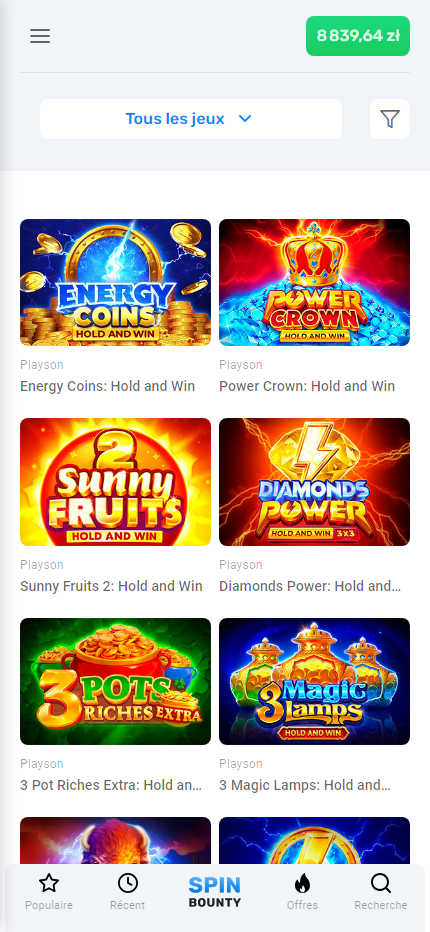 8 839,64 zł
Tous les jeux
ENERGY
COINS
HOLD AND WIN
POWER
CROWN
HOLD AND WIN
Playson
Playson
Energy Coins: Hold and Win
Power Crown: Hold and Win
2
Sunny
FRUITS
HOLD AND WIN
DIAMONDS
POWER
HOLD AND WIN 3X3
Playson
Playson
Sunny Fruits 2: Hold and Win
Diamonds Power: Hold and...
3 POTS
RICHES EXTRA
3 Magic
Lamps
HOLD AND WIN
Playson
Playson
3 Pot Riches Extra: Hold an...
3 Magic Lamps: Hold and...
Populaire
Récent
SPIN
BOUNTY
Offres
Recherche